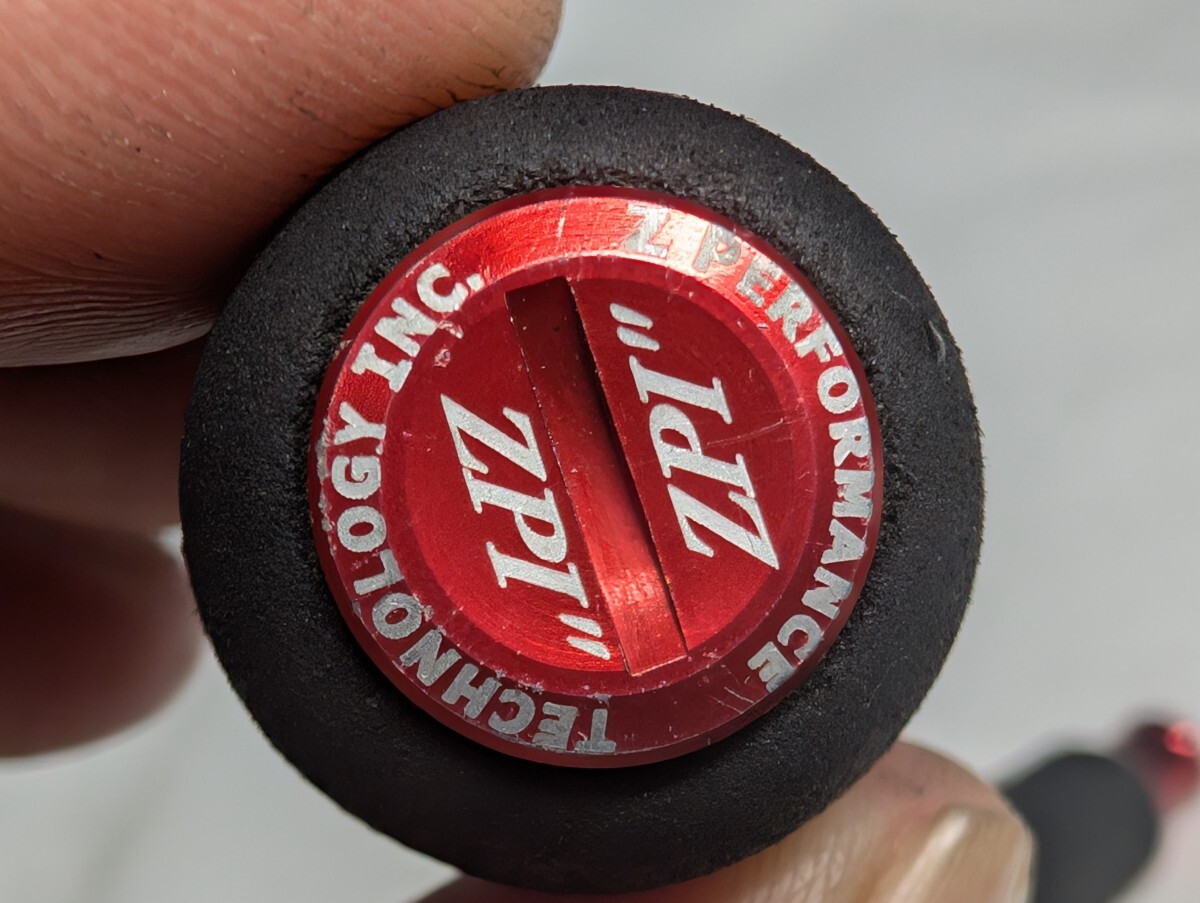 Z PERFORMANCE
TECHNOLOGY INC.
"ZPI"
"ZPI"